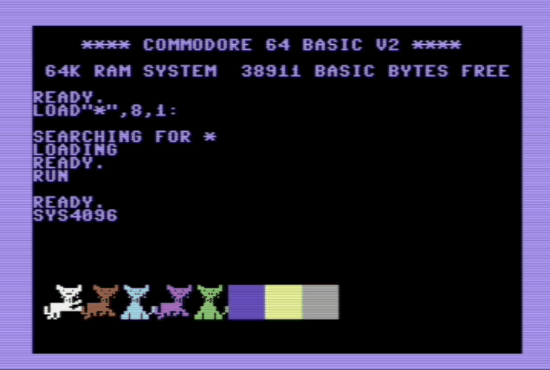 **** COMMODORE 64 BASIC V2 ****
64K RAM SYSTEM  38911 BASIC BYTES FREE
READY.
LOAD"*",8,1:
SEARCHING FOR *
LOADING
READY.
RUN
READY.
SYS4096